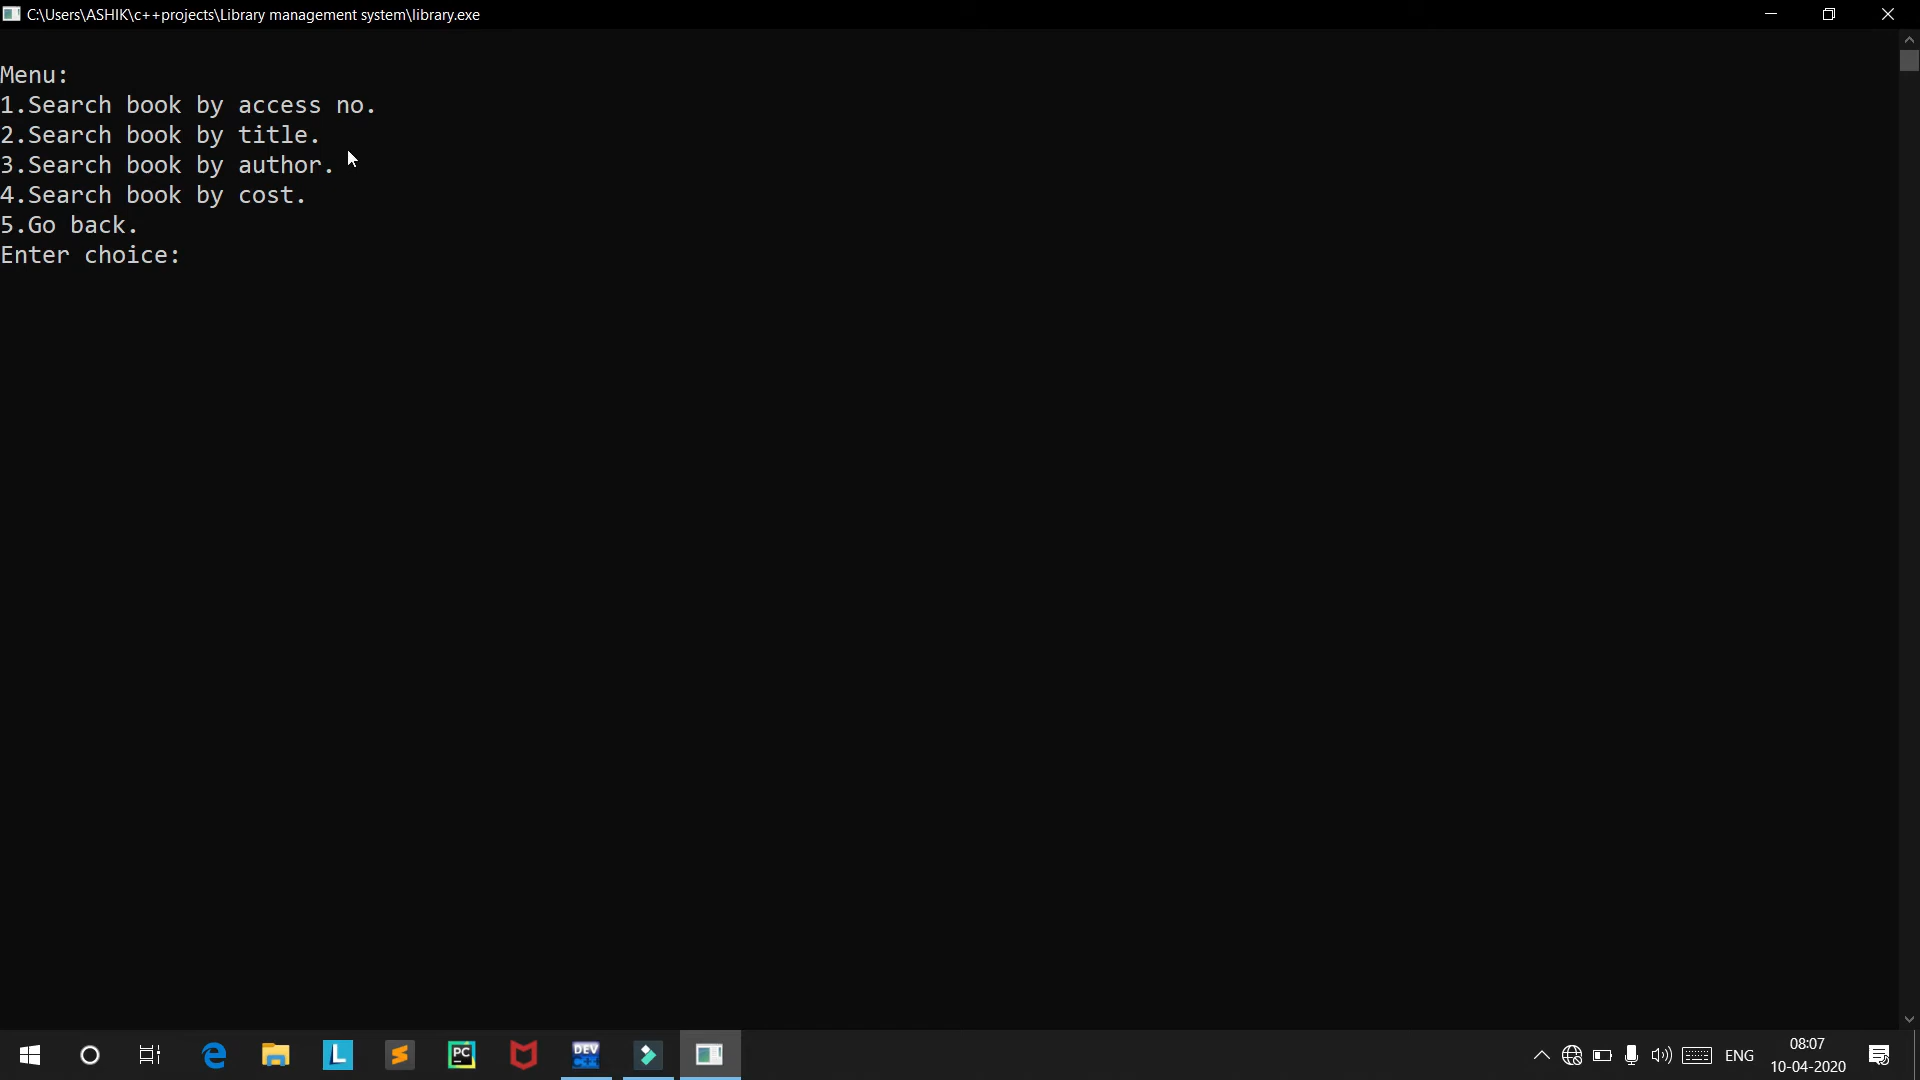 C:\Users\ASHIK\c++projects\Library management system\library.exe
Menu:
1.Search book by access no.
2.Search book by title.
3.Search book by author.
4.Search book by cost.
5.Go back.
Enter choice:
L
PC
DEV
C++
ENG
08:07
10-04-2020